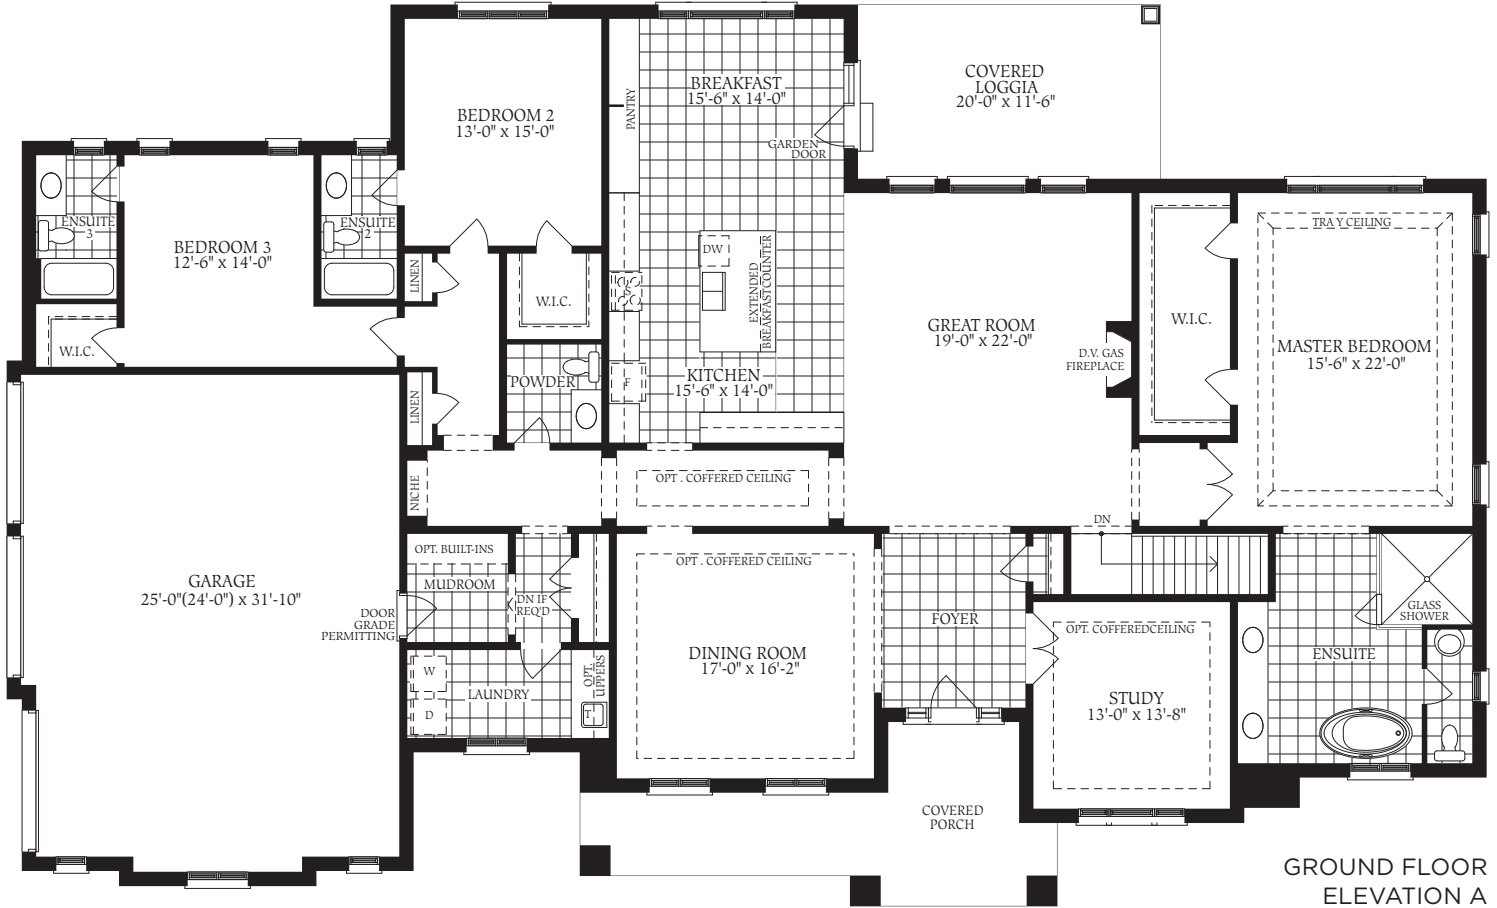 COVERED
LOGGIA
20'-0" x 11'-6"
BREAKFAST
15'-6" x 14'-0"
PANTRY
GARDEN
DOOR
BEDROOM 2
13'-0" x 15'-0"
ENSUITE
3
BEDROOM 3
12'-6" x 14'-0"
ENSUITE
2
LINEN
W.I.C.
W.I.C.
DW
EXTENDED
BREAKFAST COUNTER
S
F
KITCHEN
15'-6" x 14'-0"
POWDER
LINEN
GREAT ROOM
19'-0" x 22'-0"
D.V. GAS
FIREPLACE
W.I.C.
TRA Y CEILING
MASTER BEDROOM
15'-6" x 22'-0"
NICHE
OPT . COFFERED CEILING
DN
GARAGE
25'-0"(24'-0") x 31'-10"
DOOR
GRADE
PERMITTING
OPT. BUILT-INS
MUDROOM
DN IF
REQ'D
OPT . COFFERED CEILING
DINING ROOM
17'-0" x 16'-2"
FOYER
OPT. COFFEREDCEILING
STUDY
13'-0" x 13'-8"
GLASS
SHOWER
ENSUITE
W
D
LAUNDRY
OPT.
UPPERS
T
COVERED
PORCH
GROUND FLOOR
ELEVATION A